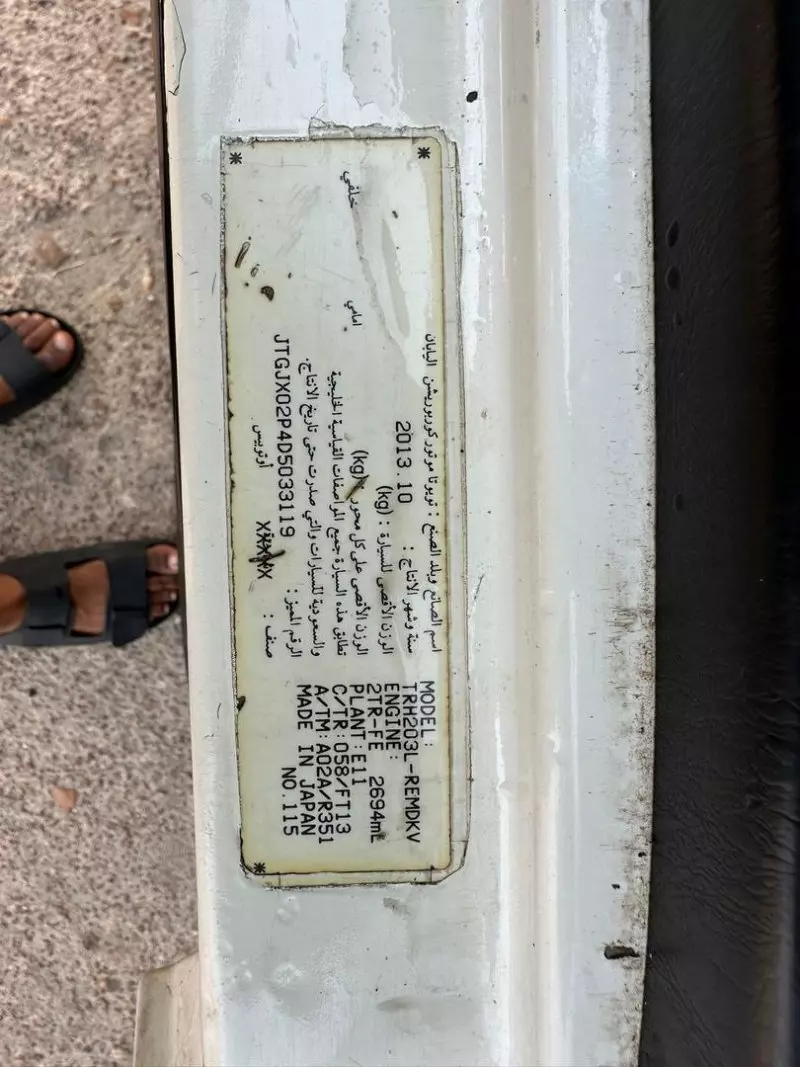 اسم الصانع وبلد الصنع : تويوتا موتور كوربوريشن اليابان
سنة وشهر الانتاج : 2013.10
الوزن الأقصى للسيارة : (kg)
الوزن الأقصى على كل محور : (kg) امامي خلفي
تطابق هذه السيارة جميع المواصفات القياسية الخليجية
والسعودية للسيارات والتي صدرت حتى تاريخ الانتاج.
الرقم المميز : JTGJX02P4D5033119
صنف : أوتوبيس
MODEL:
TRH203L-REMDKV
ENGINE:
2TR-FE 2694mL
PLANT:E11
C/TR:058/FT13
A/TM:A02A/R351
MADE IN JAPAN
NO.115